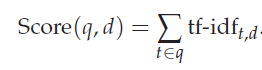 Score(q, d) = ∑ tf-idf_{t,d}.
t∈q